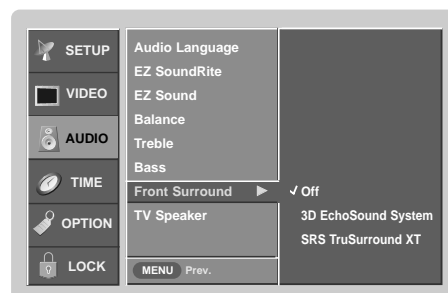 SETUP
VIDEO
AUDIO
TIME
OPTION
LOCK
Audio Language
EZ SoundRite
EZ Sound
Balance
Treble
Bass
Front Surround
TV Speaker
MENU Prev.
Off
3D EchoSound System
SRS TruSurround XT